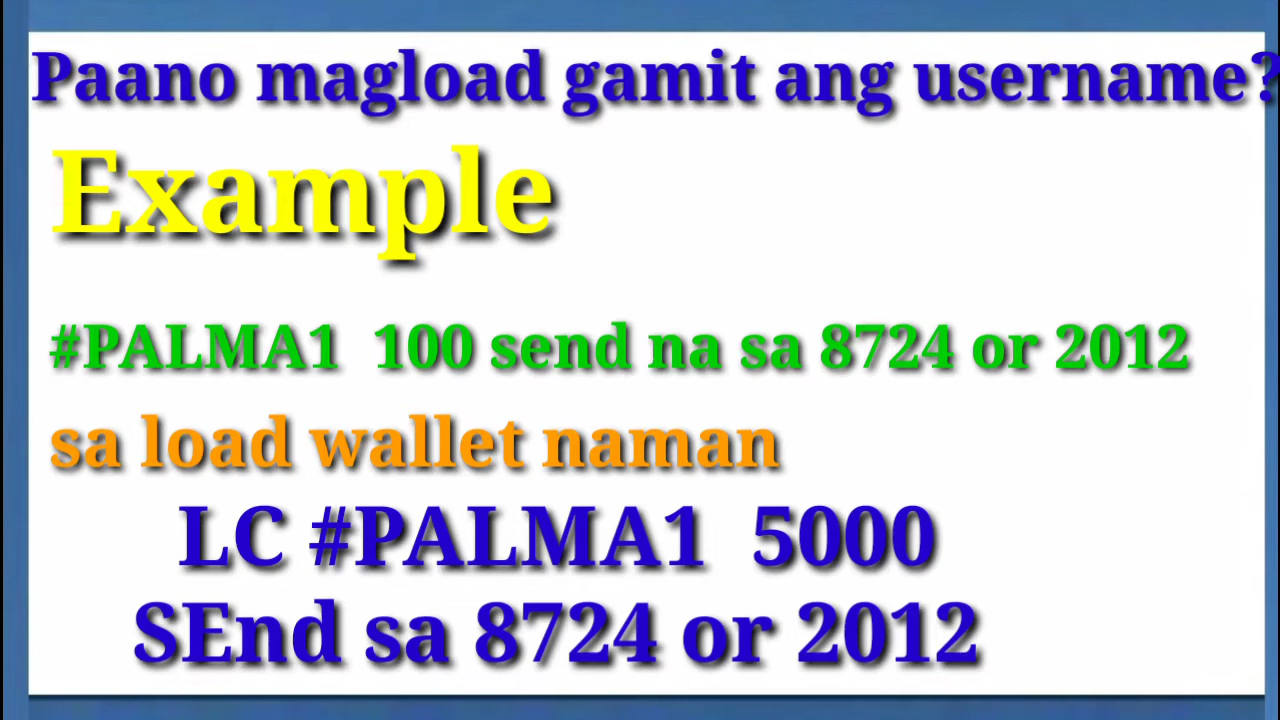 Paano magload gamit ang username?
Example
#PALMA1 100 send na sa 8724 or 2012
sa load wallet naman
LC #PALMA1 5000
SEnd sa 8724 or 2012